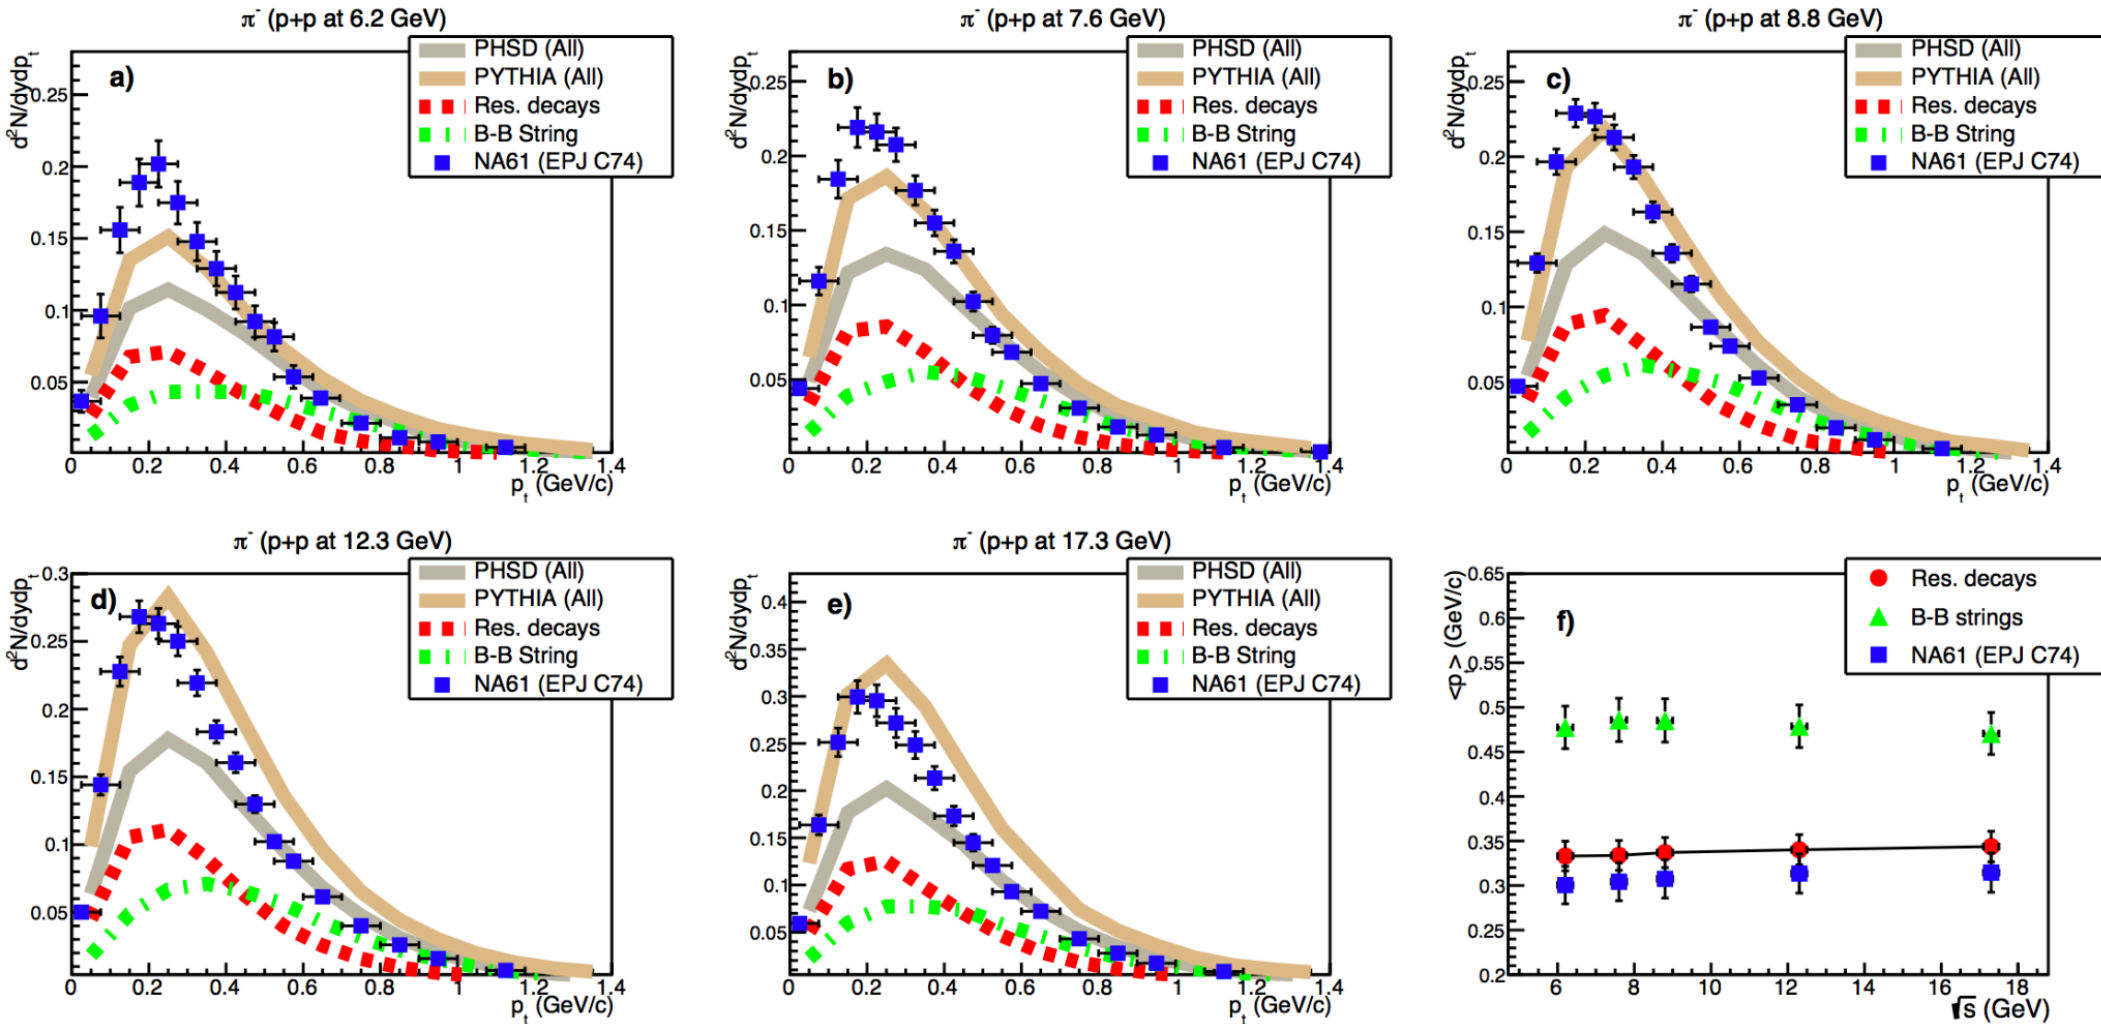 π⁻ (p+p at 6.2 GeV)
d²N/dydpₜ
a)
PHSD (All)
PYTHIA (All)
Res. decays
B-B String
NA61 (EPJ C74)
0.25
0.2
0.15
0.1
0.05
0 0.2 0.4 0.6 0.8 1 1.2 1.4
pₜ (GeV/c)
π⁻ (p+p at 7.6 GeV)
d²N/dydpₜ
b)
PHSD (All)
PYTHIA (All)
Res. decays
B-B String
NA61 (EPJ C74)
0.25
0.2
0.15
0.1
0.05
0 0.2 0.4 0.6 0.8 1 1.2 1.4
pₜ (GeV/c)
π⁻ (p+p at 8.8 GeV)
d²N/dydpₜ
c)
PHSD (All)
PYTHIA (All)
Res. decays
B-B String
NA61 (EPJ C74)
0.25
0.2
0.15
0.1
0.05
0 0.2 0.4 0.6 0.8 1 1.2 1.4
pₜ (GeV/c)
π⁻ (p+p at 12.3 GeV)
d²N/dydpₜ
d)
PHSD (All)
PYTHIA (All)
Res. decays
B-B String
NA61 (EPJ C74)
0.3
0.25
0.2
0.15
0.1
0.05
0 0.2 0.4 0.6 0.8 1 1.2 1.4
pₜ (GeV/c)
π⁻ (p+p at 17.3 GeV)
d²N/dydpₜ
e)
PHSD (All)
PYTHIA (All)
Res. decays
B-B String
NA61 (EPJ C74)
0.4
0.35
0.3
0.25
0.2
0.15
0.1
0.05
0 0.2 0.4 0.6 0.8 1 1.2 1.4
pₜ (GeV/c)
<pₜ> (GeV/c)
f)
Res. decays
B-B strings
NA61 (EPJ C74)
0.65
0.6
0.55
0.5
0.45
0.4
0.35
0.3
0.25
0.2
6 8 10 12 14 16 18
√s (GeV)